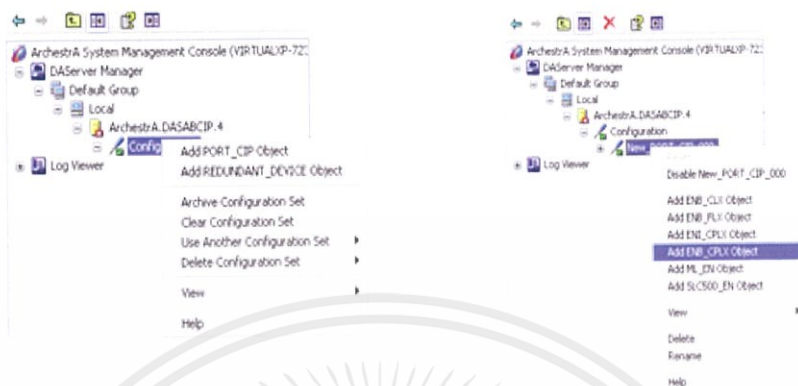 ArchestrA System Management Console (VIRTUALXP-72
DAServer Manager
Default Group
Local
ArchestrA.DASABCIP.4
Config
Log Viewer
Add PORT_CIP Object
Add REDUNDANT_DEVICE Object
Archive Configuration Set
Clear Configuration Set
Use Another Configuration Set
Delete Configuration Set
View
Help
ArchestrA System Management Console (VIRTUALXP-72
DAServer Manager
Default Group
Local
ArchestrA.DASABCIP.4
Configuration
New_PORT_CIP_000
Log Viewer
Disable New_PORT_CIP_000
Add ENB_CLX Object
Add ENB_FLX Object
Add ENI_CPLX Object
Add ENB_CPLX Object
Add ML_EN Object
Add SLC500_EN Object
View
Delete
Rename
Help